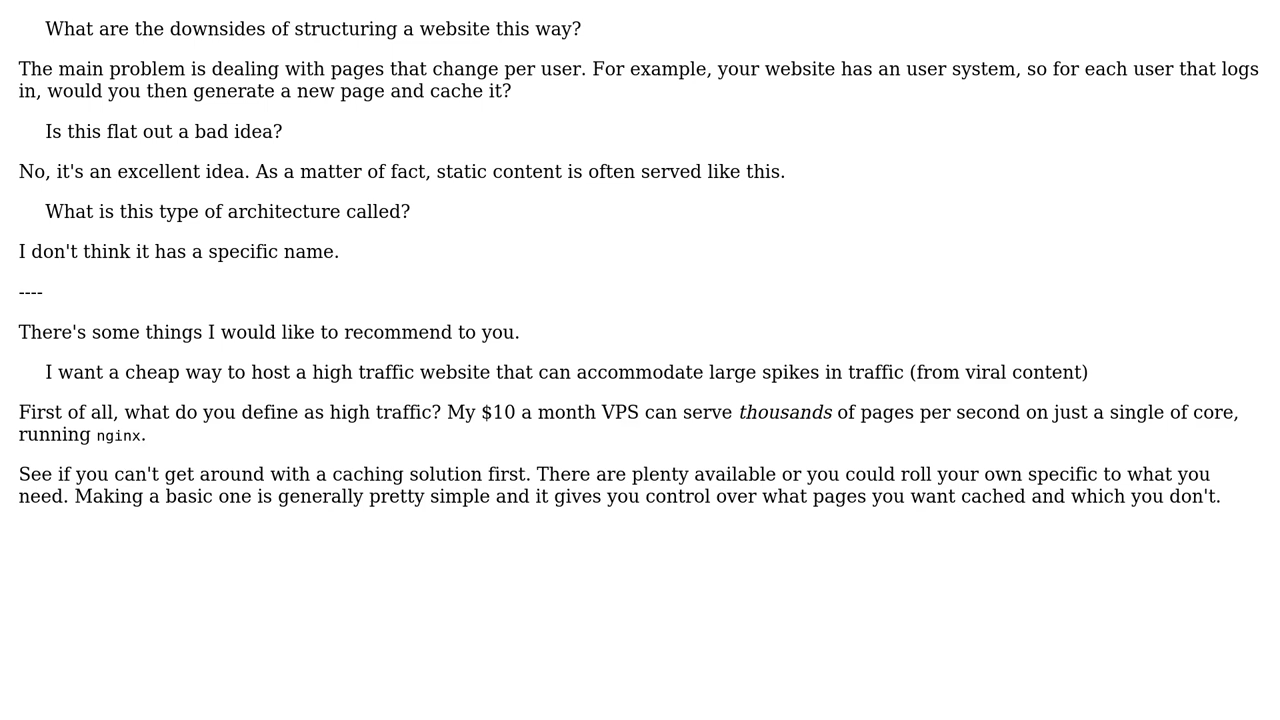 What are the downsides of structuring a website this way?
The main problem is dealing with pages that change per user. For example, your website has an user system, so for each user that logs
in, would you then generate a new page and cache it?
Is this flat out a bad idea?
No, it's an excellent idea. As a matter of fact, static content is often served like this.
What is this type of architecture called?
I don't think it has a specific name.
----
There's some things I would like to recommend to you.
I want a cheap way to host a high traffic website that can accommodate large spikes in traffic (from viral content)
First of all, what do you define as high traffic? My $10 a month VPS can serve thousands of pages per second on just a single of core,
running nginx.
See if you can't get around with a caching solution first. There are plenty available or you could roll your own specific to what you
need. Making a basic one is generally pretty simple and it gives you control over what pages you want cached and which you don't.